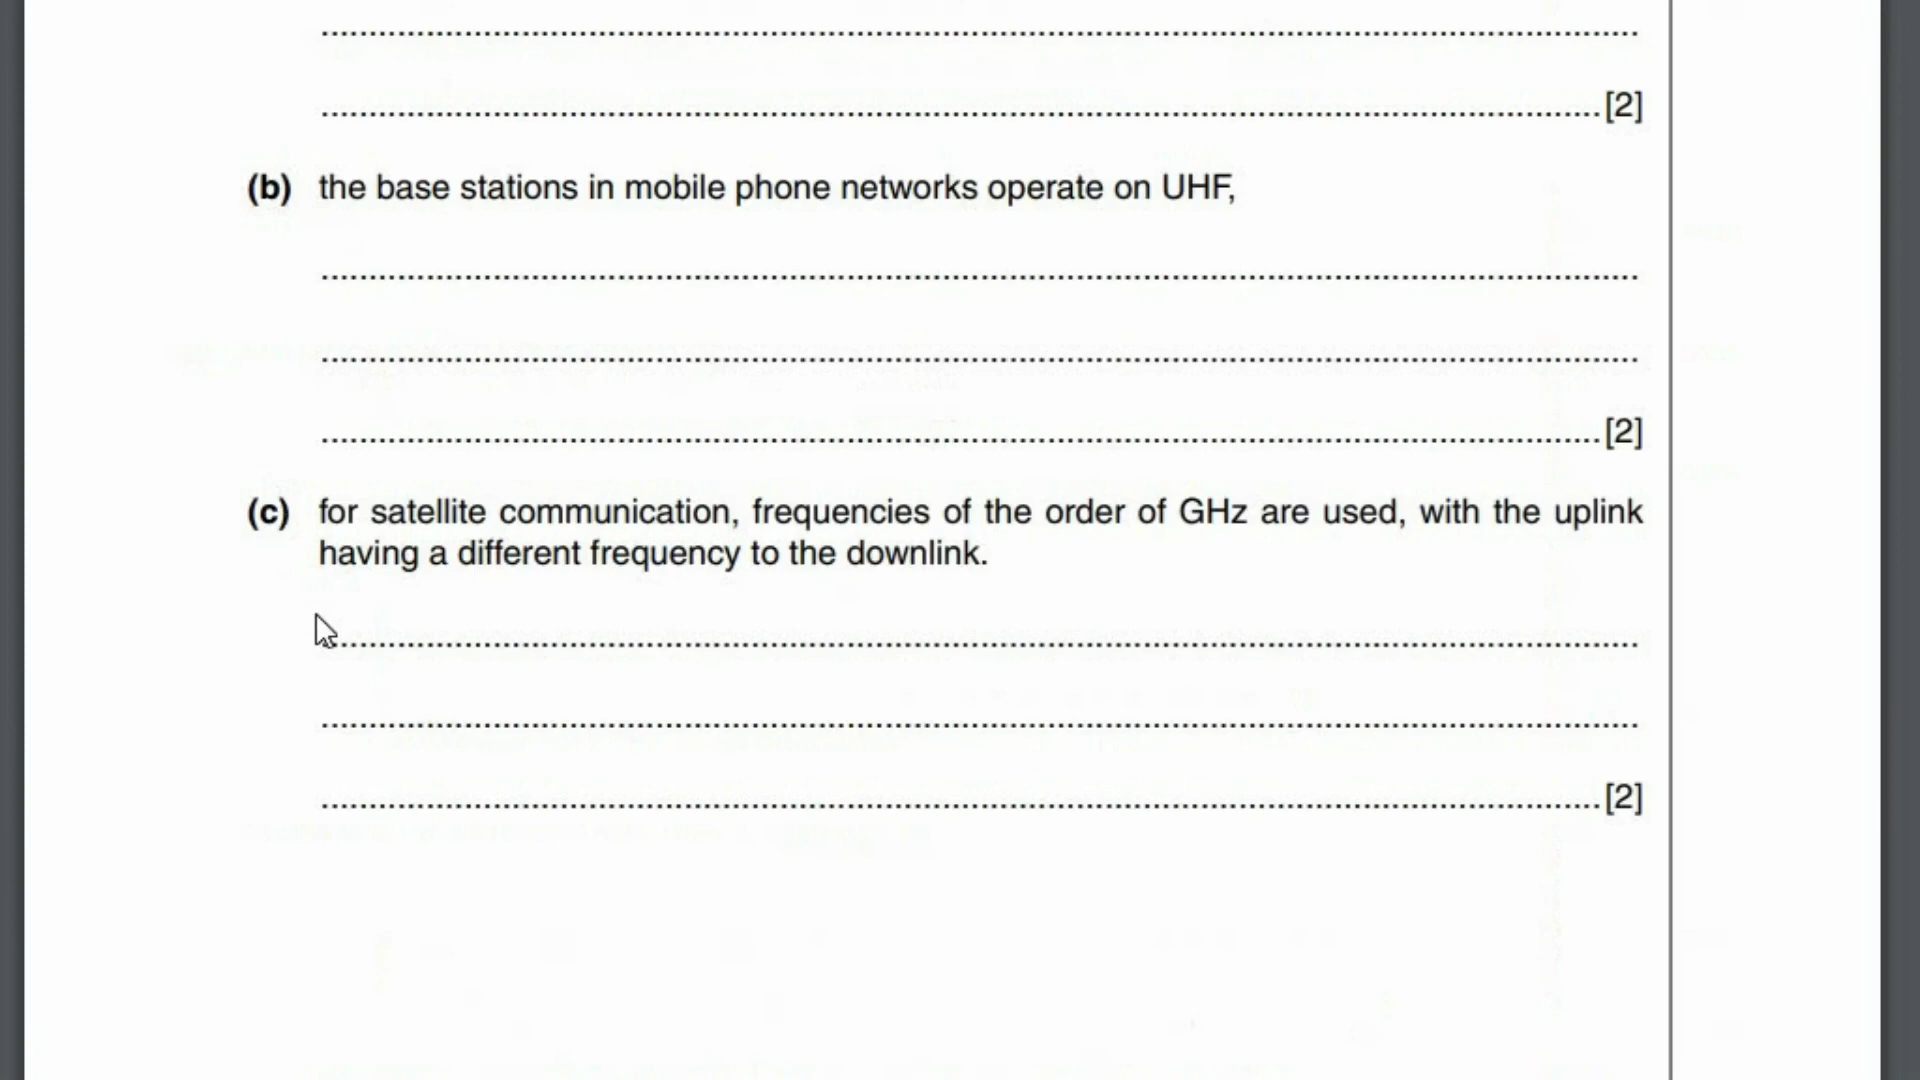 [2]
(b) the base stations in mobile phone networks operate on UHF,
[2]
(c) for satellite communication, frequencies of the order of GHz are used, with the uplink
having a different frequency to the downlink.
[2]